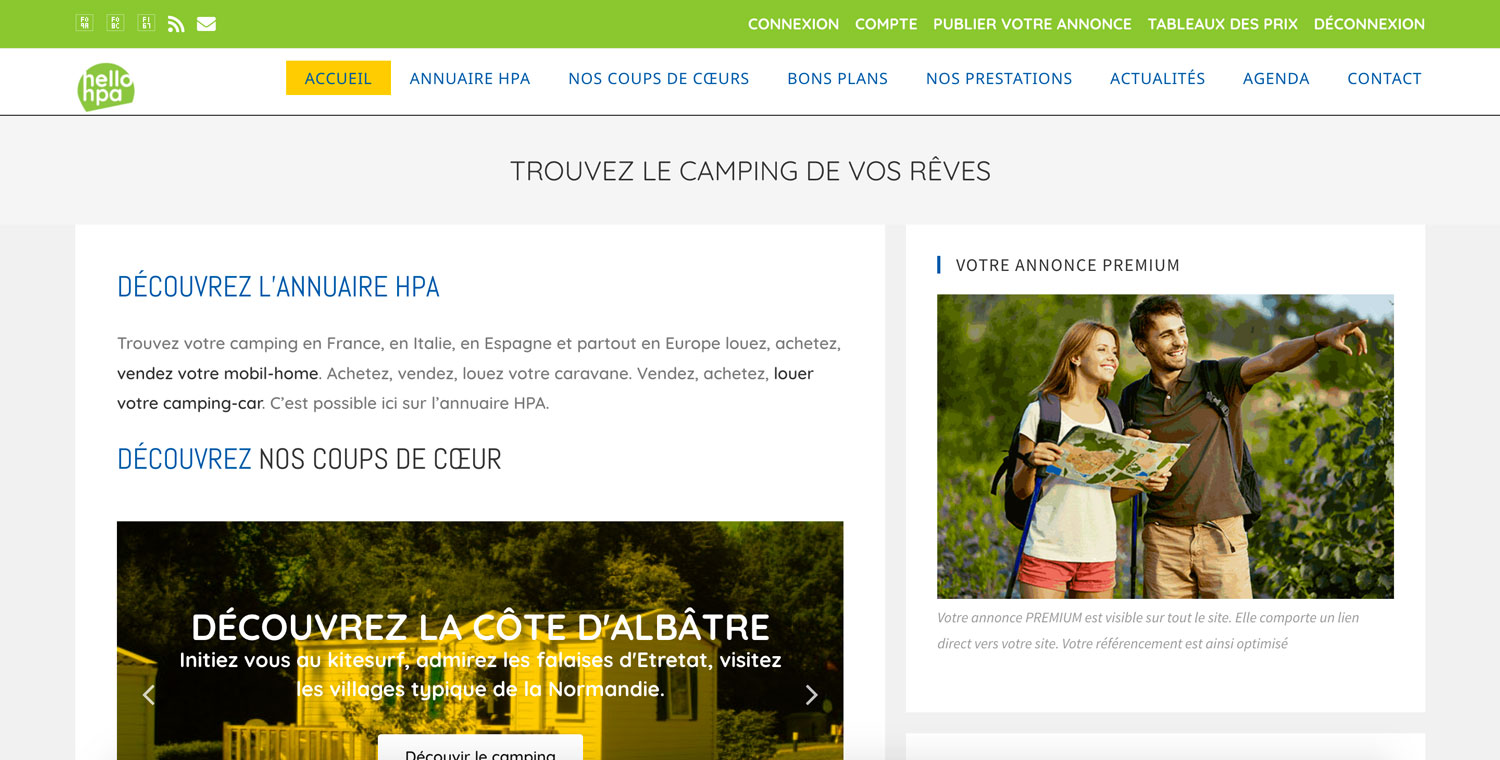 CONNEXION COMPTE PUBLIER VOTRE ANNONCE TABLEAUX DES PRIX DÉCONNEXION
hello
hpa
ACCUEIL ANNUAIRE HPA NOS COUPS DE CŒURS BONS PLANS NOS PRESTATIONS ACTUALITÉS AGENDA CONTACT
TROUVEZ LE CAMPING DE VOS RÊVES
DÉCOUVREZ L'ANNUAIRE HPA
Trouvez votre camping en France, en Italie, en Espagne et partout en Europe louez, achetez,
vendez votre mobil-home. Achetez, vendez, louez votre caravane. Vendez, achetez, louer
votre camping-car. C'est possible ici sur l'annuaire HPA.
DÉCOUVREZ NOS COUPS DE CŒUR
DÉCOUVREZ LA CÔTE D'ALBÂTRE
Initiez vous au kitesurf, admirez les falaises d'Etretat, visitez
les villages typique de la Normandie.
Découvir le camping
VOTRE ANNONCE PREMIUM
Votre annonce PREMIUM est visible sur tout le site. Elle comporte un lien
direct vers votre site. Votre référencement est ainsi optimisé